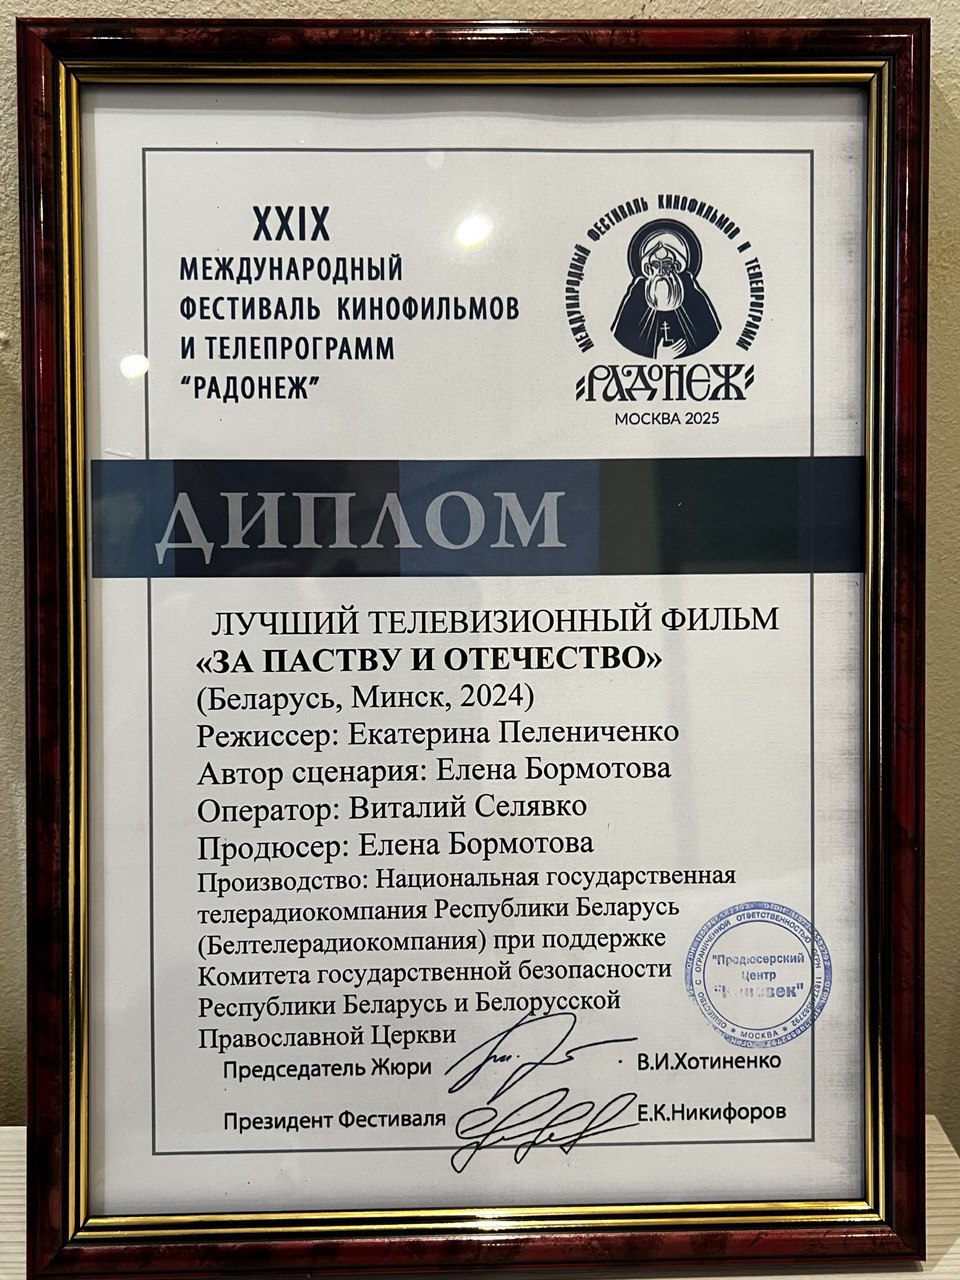 XXIX
МЕЖДУНАРОДНЫЙ
ФЕСТИВАЛЬ КИНОФИЛЬМОВ
И ТЕЛЕПРОГРАММ
“РАДОНЕЖ”
МЕЖДУНАРОДНЫЙ ФЕСТИВАЛЬ КИНОФИЛЬМОВ И ТЕЛЕПРОГРАММ
РАДОНЕЖ
МОСКВА 2025
ДИПЛОМ
ЛУЧШИЙ ТЕЛЕВИЗИОННЫЙ ФИЛЬМ
«ЗА ПАСТВУ И ОТЕЧЕСТВО»
(Беларусь, Минск, 2024)
Режиссер: Екатерина Пелениченко
Автор сценария: Елена Бормотова
Оператор: Виталий Селявко
Продюсер: Елена Бормотова
Производство: Национальная государственная
телерадиокомпания Республики Беларусь
(Белтелерадиокомпания) при поддержке
Комитета государственной безопасности
Республики Беларусь и Белорусской
Православной Церкви
ОБЩЕСТВО С ОГРАНИЧЕННОЙ ОТВЕТСТВЕННОСТЬЮ
"Продюсерский
Центр
МОСКВА
Председатель Жюри В.И.Хотиненко
Президент Фестиваля Е.К.Никифоров